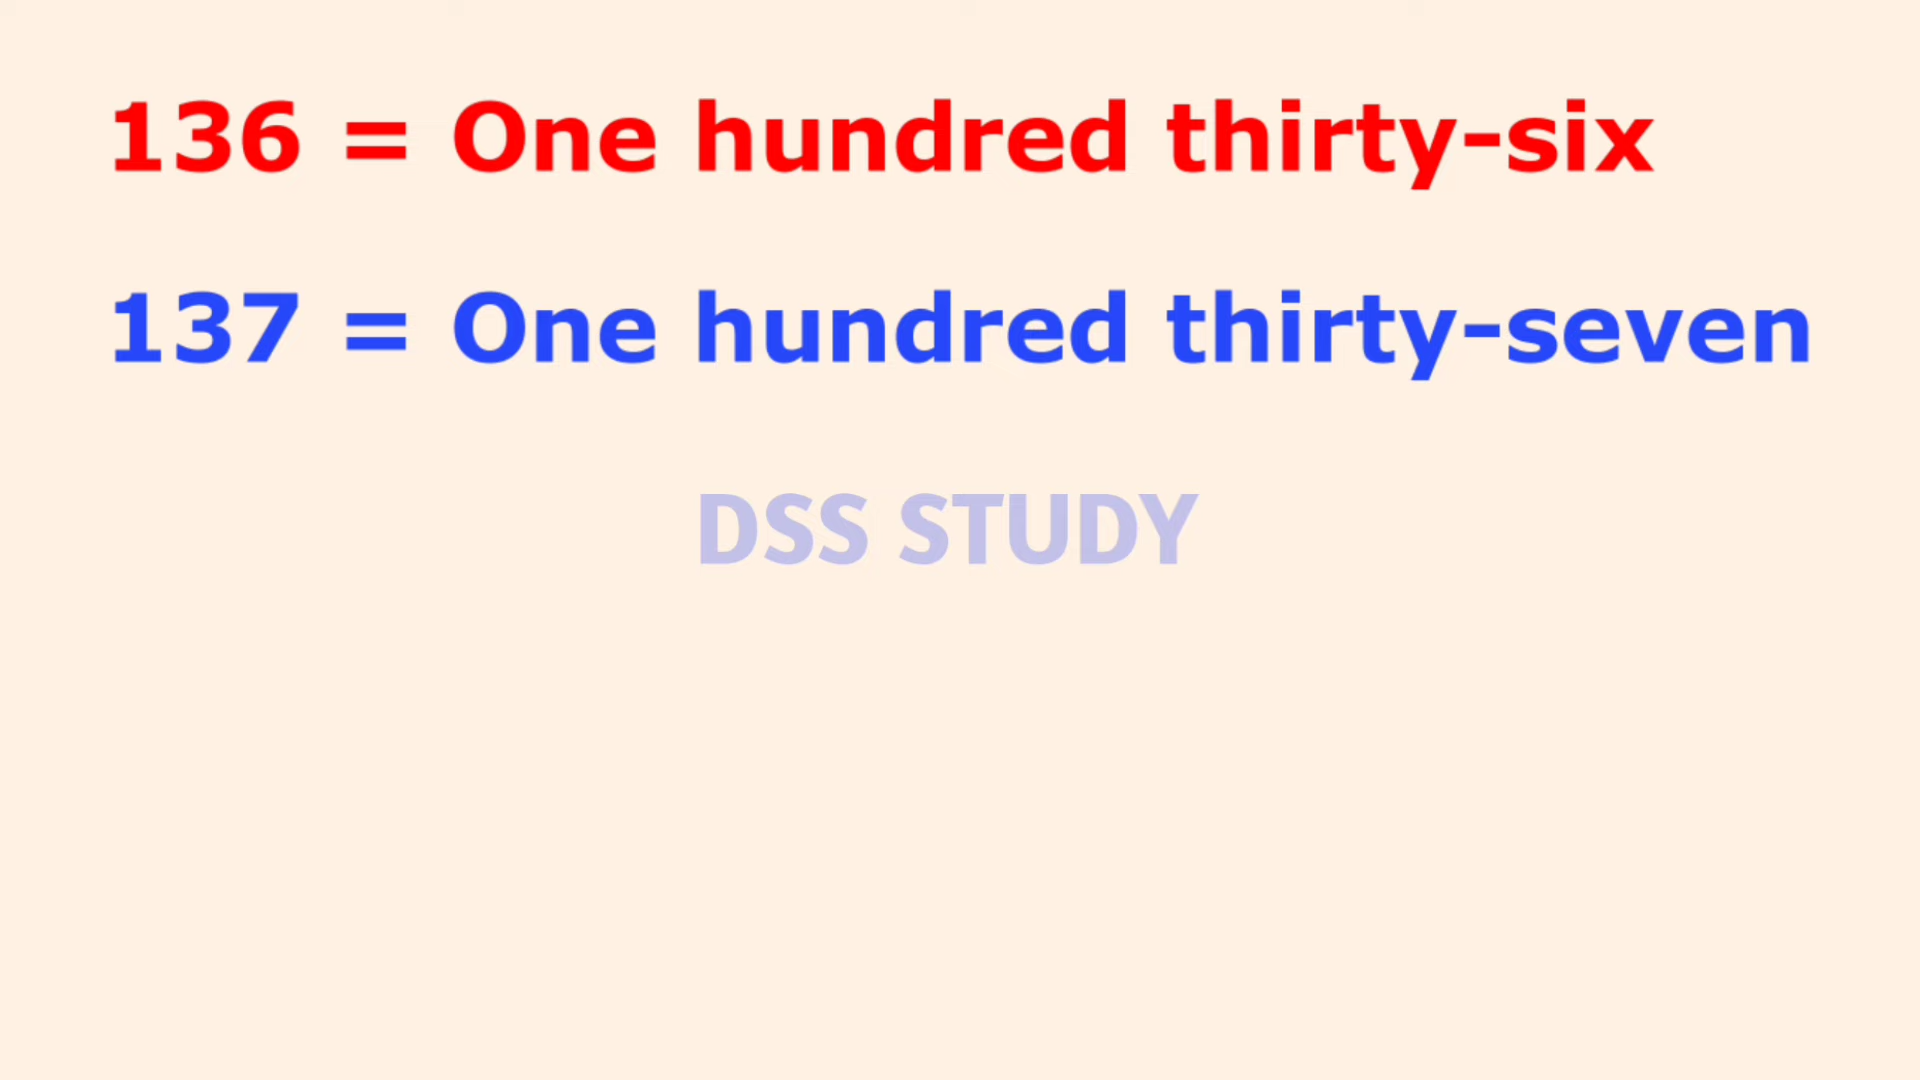 136 = One hundred thirty-six
137 = One hundred thirty-seven
DSS STUDY